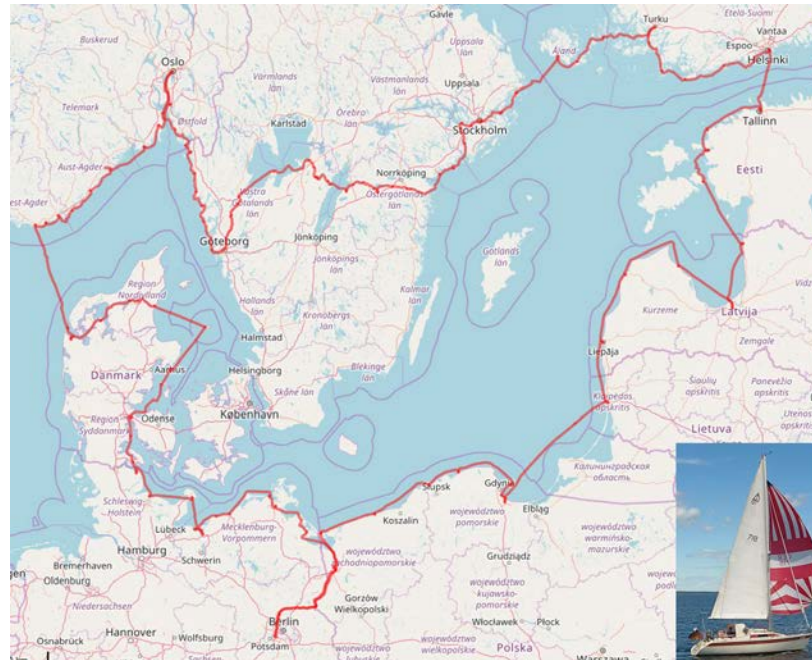 Gävle
Buskerud
Oslo
Uppsala
län
Åland
Turku
Etelä-Suomi
Vantaa
Espoo
Helsinki
Värmlands
län
Västmanlands
län
Uppsala
Telemark
Østfold
Karlstad
Örebro
län
Stockholm
Tallinn
Aust-Agder
Norrköping
Eesti
est-Agder
Västra
Götalands
län
Östergötlands
län
Göteborg
Jönköping
Gotlands
län
Jönköpings
län
Region
Nordjylland
Hallands
län
Kalmar
län
Kurzeme
Vidz
Kronobergs
län
Latvija
Halmstad
Zemgale
Aarhus
Blekinge
län
Liepāja
Danmark
Helsingborg
Skåne län
Šiaulių
apskritis
Panevėžio
apskritis
København
Klaipėdos
apskritis
Odense
Region
Syddanmark
Lietuva
Калининградская
область
Gdynia
Schleswig-
Holstein
Słupsk
Elbląg
Koszalin
województwo
pomorskie
Lübeck
Mecklenburg-
Vorpommern
województwo
warmińsko-
mazurskie
Schwerin
Hamburg
Bremerhaven
województwo
zachodniopomorskie
Grudziądz
Oldenburg
województwo
kujawsko-
pomorskie
Niedersachsen
Gorzów
Wielkopolski
Berlin
Włocławek
Płock
Osnabrück
Hannover
Wolfsburg
Potsdam
Polska
Warszawa
województwo
wielkopolskie
710